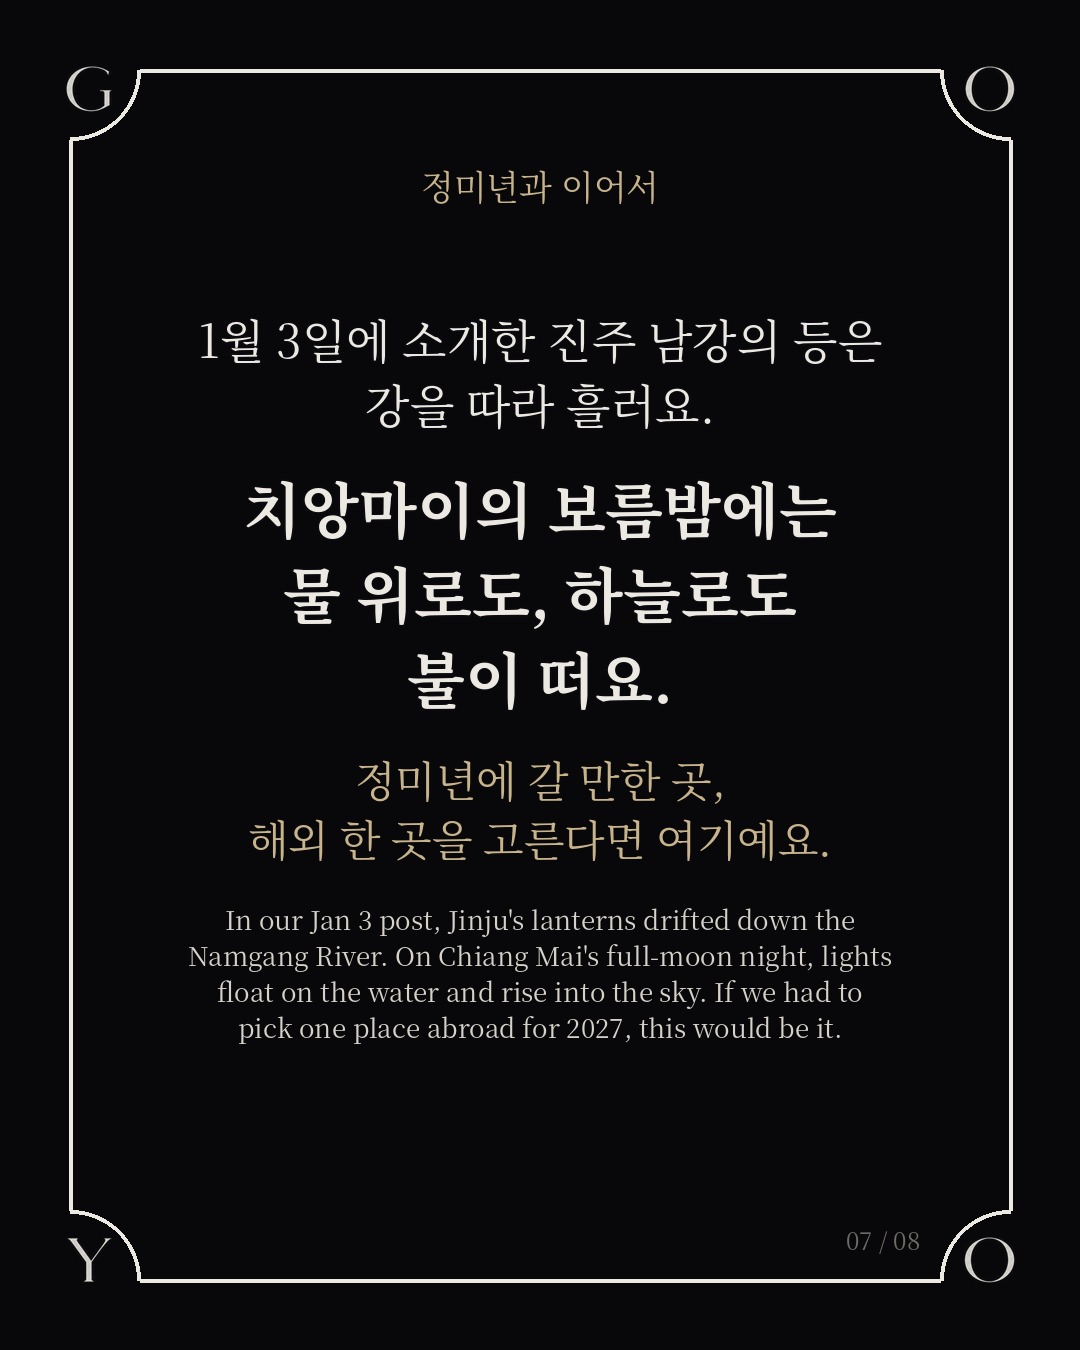 G O
정미년과 이어서
1월 3일에 소개한 진주 남강의 등은
강을 따라 흘러요.
치앙마이의 보름밤에는
물 위로도, 하늘로도
불이 떠요.
정미년에 갈 만한 곳,
해외 한 곳을 고른다면 여기예요.
In our Jan 3 post, Jinju's lanterns drifted down the
Namgang River. On Chiang Mai's full-moon night, lights
float on the water and rise into the sky. If we had to
pick one place abroad for 2027, this would be it.
07 / 08
Y O